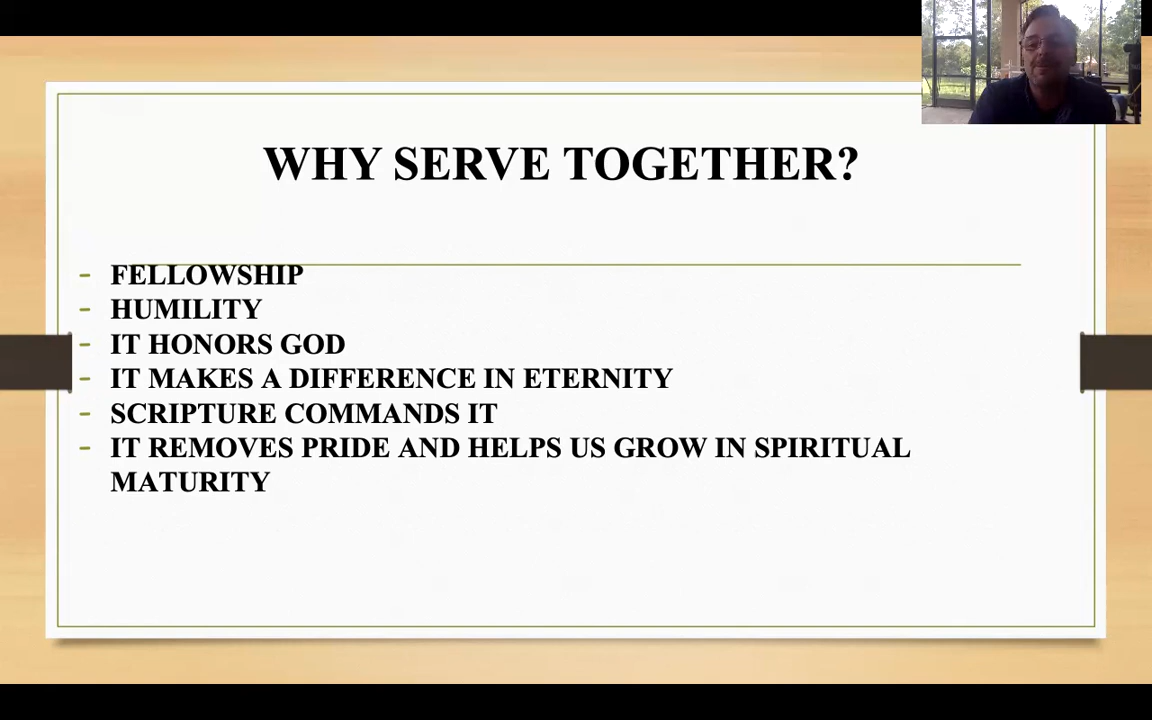 WHY SERVE TOGETHER?
- FELLOWSHIP
- HUMILITY
- IT HONORS GOD
- IT MAKES A DIFFERENCE IN ETERNITY
- SCRIPTURE COMMANDS IT
- IT REMOVES PRIDE AND HELPS US GROW IN SPIRITUAL
MATURITY